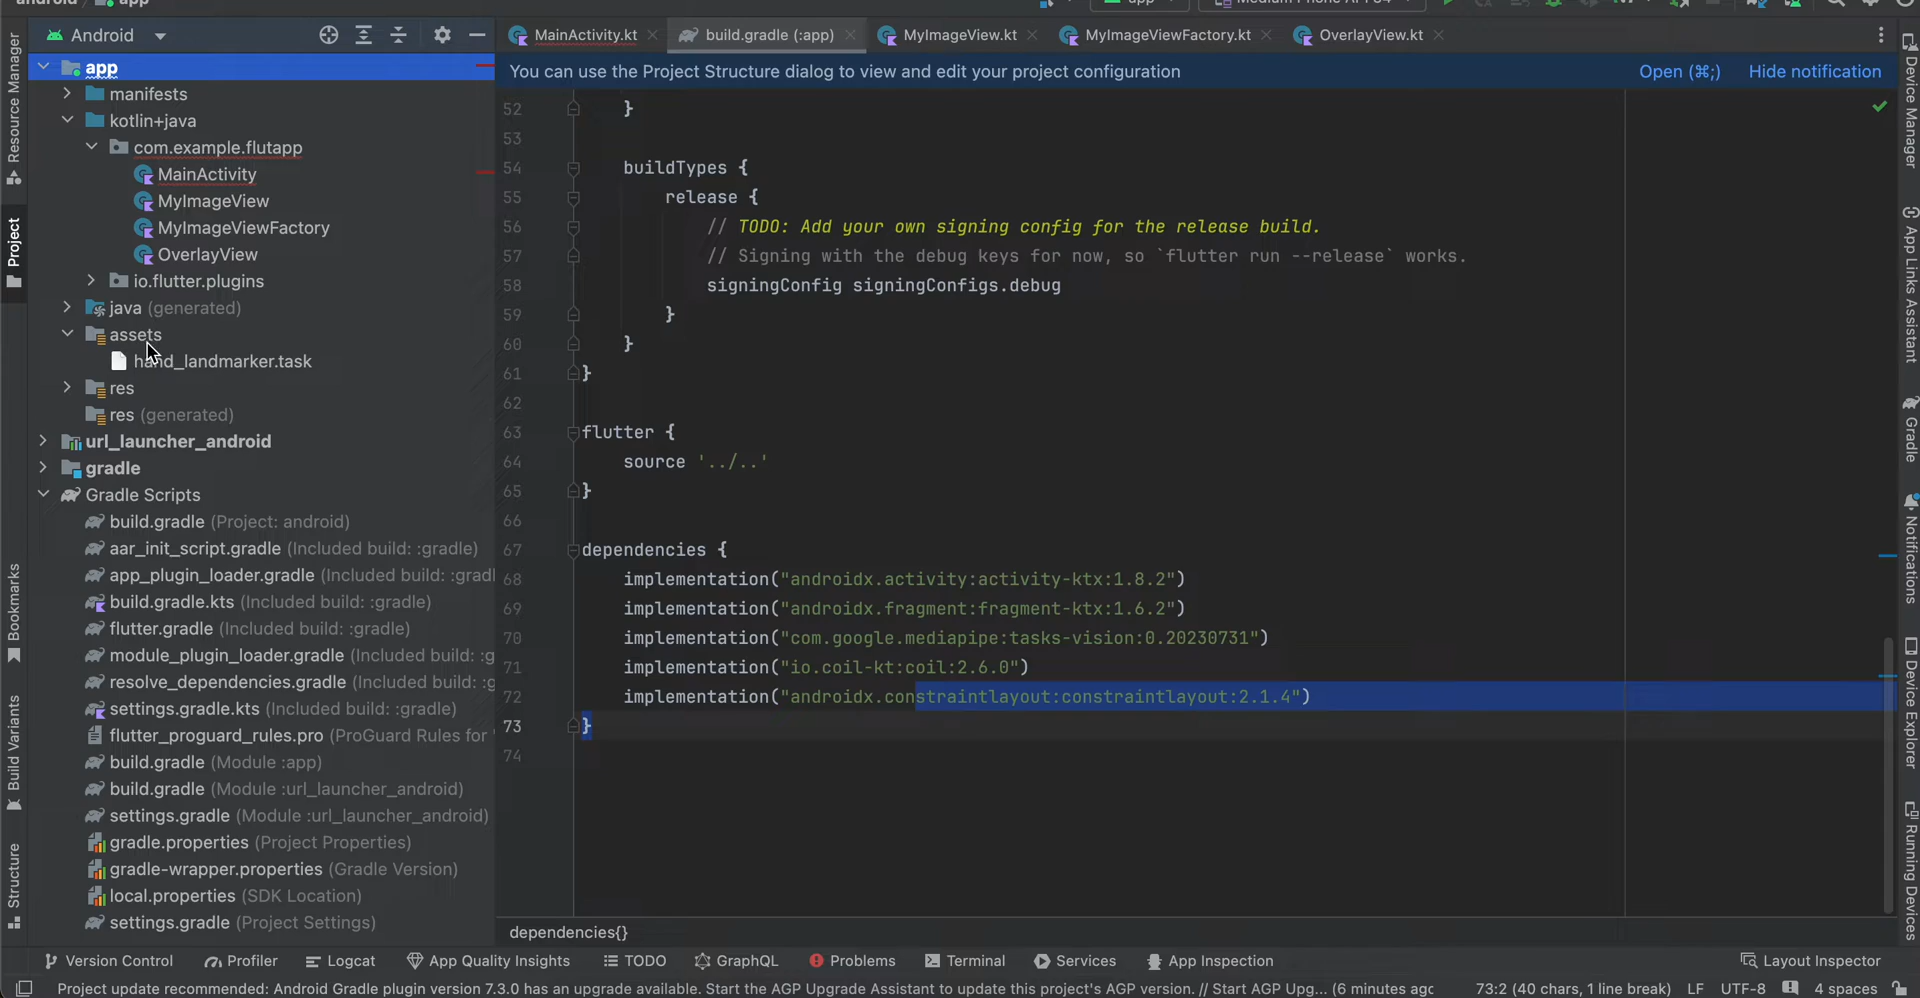 android app
app Medium Phone API 34
Android
MainActivity.kt
build.gradle (:app)
MyImageView.kt
MyImageViewFactory.kt
OverlayView.kt
You can use the Project Structure dialog to view and edit your project configuration
Open (⌘;) Hide notification
Resource Manager
Project
Bookmarks
Build Variants
Structure
app
manifests
kotlin+java
com.example.flutapp
MainActivity
MyImageView
MyImageViewFactory
OverlayView
io.flutter.plugins
java (generated)
assets
hand_landmarker.task
res
res (generated)
url_launcher_android
gradle
Gradle Scripts
build.gradle (Project: android)
aar_init_script.gradle (Included build: :gradle)
app_plugin_loader.gradle (Included build: :gradl
build.gradle.kts (Included build: :gradle)
flutter.gradle (Included build: :gradle)
module_plugin_loader.gradle (Included build: :g
resolve_dependencies.gradle (Included build: :g
settings.gradle.kts (Included build: :gradle)
flutter_proguard_rules.pro (ProGuard Rules for '
build.gradle (Module :app)
build.gradle (Module :url_launcher_android)
settings.gradle (Module :url_launcher_android)
gradle.properties (Project Properties)
gradle-wrapper.properties (Gradle Version)
local.properties (SDK Location)
settings.gradle (Project Settings)
52 }
53
54 buildTypes {
55 release {
56 // TODO: Add your own signing config for the release build.
57 // Signing with the debug keys for now, so `flutter run --release` works.
58 signingConfig signingConfigs.debug
59 }
60 }
61 }
62
63 flutter {
64 source '../..'
65 }
66
67 dependencies {
68 implementation("androidx.activity:activity-ktx:1.8.2")
69 implementation("androidx.fragment:fragment-ktx:1.6.2")
70 implementation("com.google.mediapipe:tasks-vision:0.20230731")
71 implementation("io.coil-kt:coil:2.6.0")
72 implementation("androidx.constraintlayout:constraintlayout:2.1.4")
73 }
74
dependencies{}
Device Manager
App Links Assistant
Gradle
Notifications
Device Explorer
Running Devices
Version Control
Profiler
Logcat
App Quality Insights
TODO
GraphQL
Problems
Terminal
Services
App Inspection
Layout Inspector
Project update recommended: Android Gradle plugin version 7.3.0 has an upgrade available. Start the AGP Upgrade Assistant to update this project's AGP version. // Start AGP Upg... (6 minutes agc
73:2 (40 chars, 1 line break) LF UTF-8 4 spaces